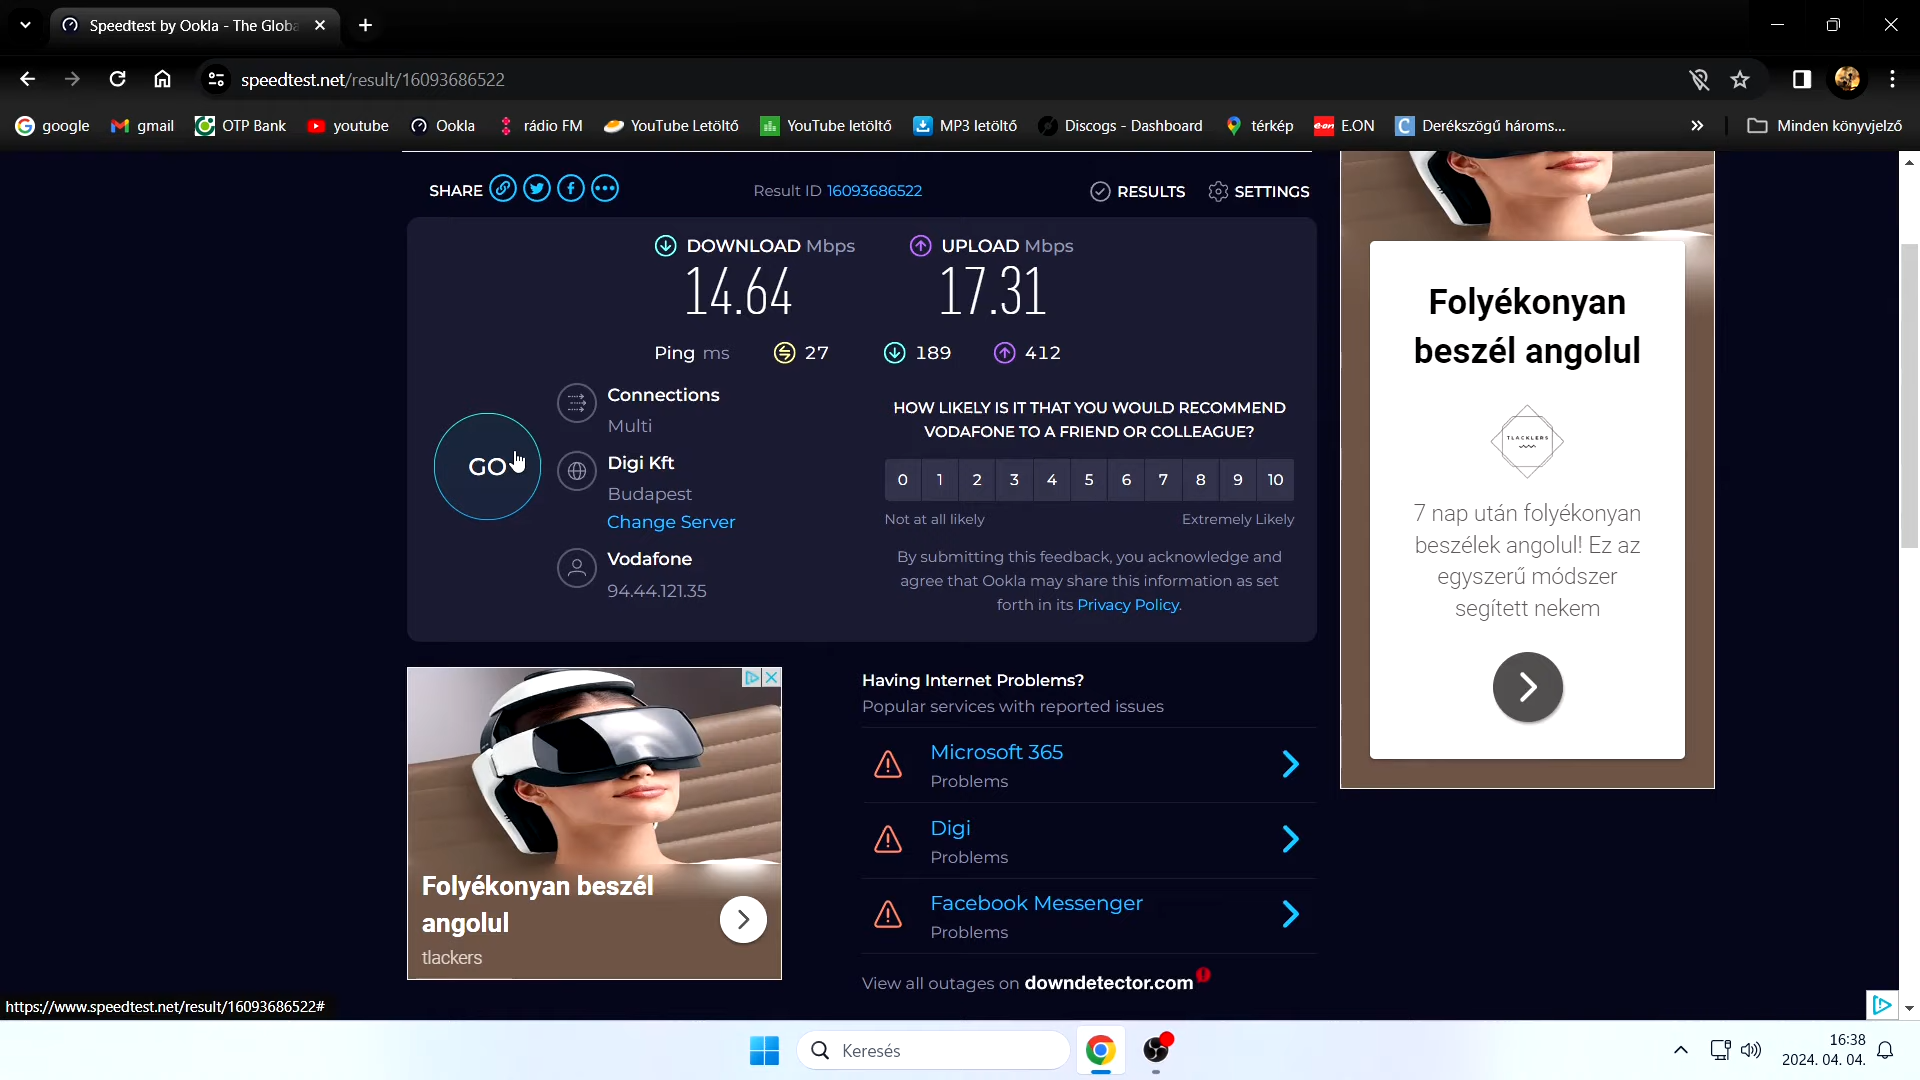 Speedtest by Ookla - The Globa
speedtest.net/result/16093686522
google gmail OTP Bank youtube Ookla rádio FM YouTube Letöltő YouTube letöltő MP3 letöltő Discogs - Dashboard térkép e-on E.ON C Derékszögűároms... » Minden könyvjelző
SHARE Result ID 16093686522 RESULTS SETTINGS
DOWNLOAD Mbps UPLOAD Mbps
14.64 17.31
Ping ms 27 189 412
Connections
Multi
GO
Digi Kft
Budapest
Change Server
Vodafone
94.44.121.35
HOW LIKELY IS IT THAT YOU WOULD RECOMMEND
VODAFONE TO A FRIEND OR COLLEAGUE?
0 1 2 3 4 5 6 7 8 9 10
Not at all likely Extremely Likely
By submitting this feedback, you acknowledge and
agree that Ookla may share this information as set
forth in its Privacy Policy.
Folyékonyan
beszél angolul
TLACKLERS
7 nap után folyékonyan
beszélek angolul! Ez az
egyszerű módszer
segített nekem
Folyékonyan beszél
angolul
tlackers
Having Internet Problems?
Popular services with reported issues
Microsoft 365
Problems
Digi
Problems
Facebook Messenger
Problems
View all outages on downdetector.com
https://www.speedtest.net/result/16093686522#
Keresés
16:38
2024. 04. 04.